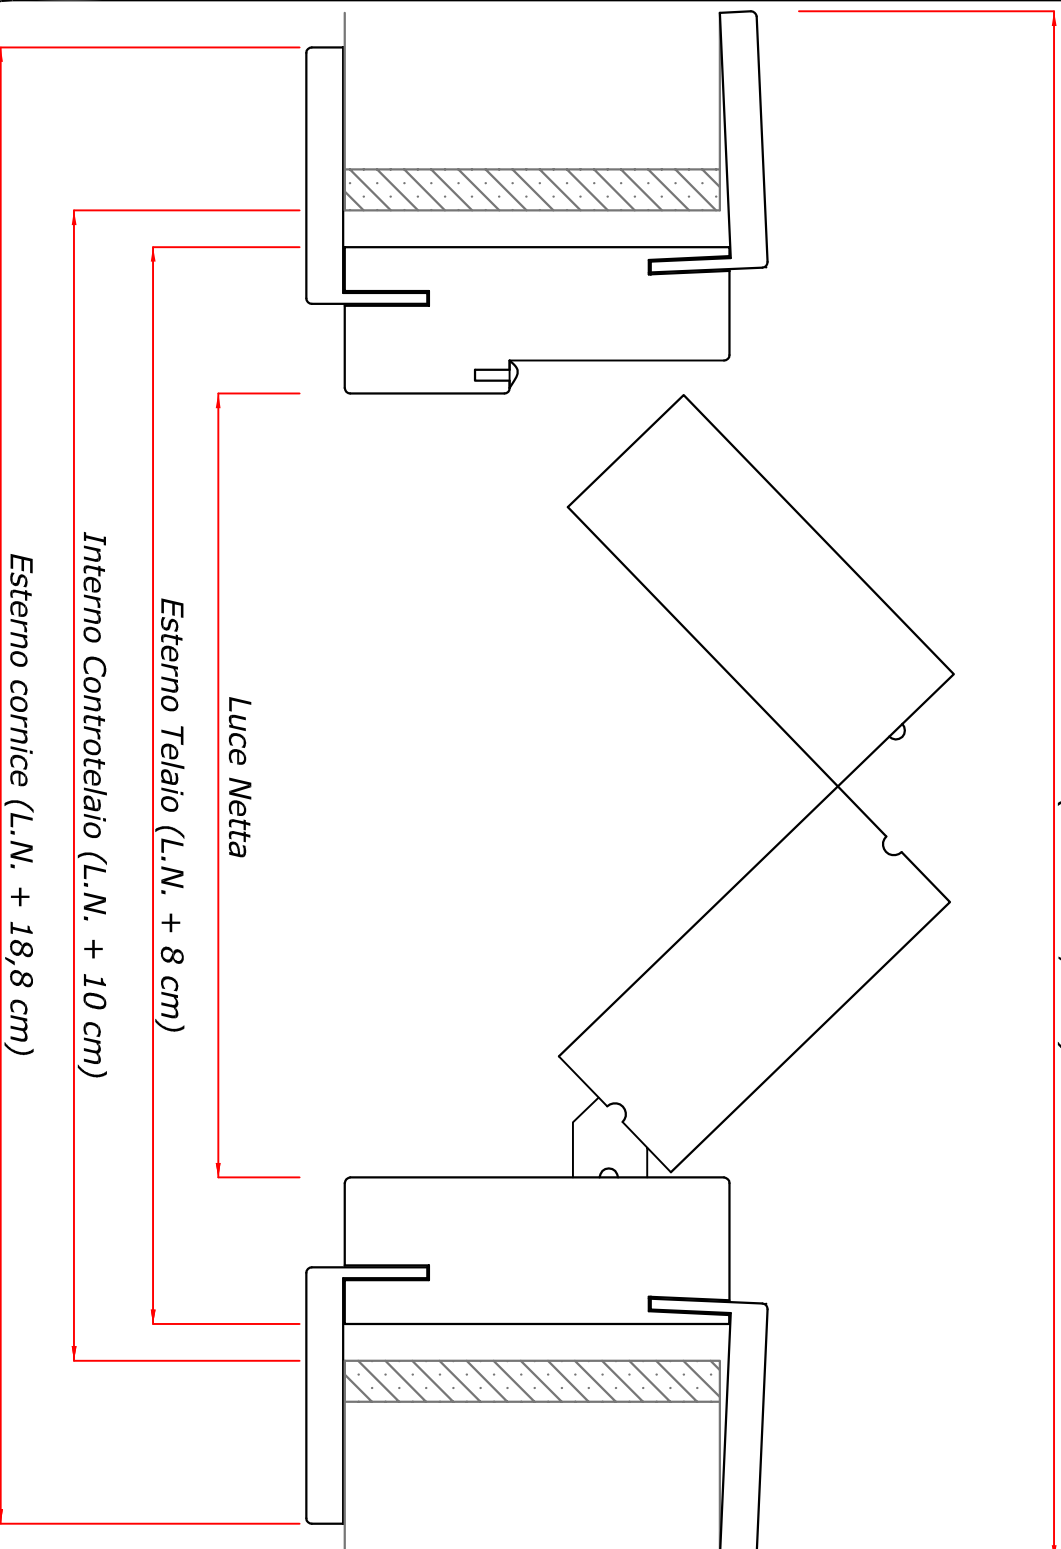 Luce Netta
Esterno Telaio (L.N. + 8 cm)
Interno Controtelaio (L.N. + 10 cm)
Esterno cornice (L.N. + 18,8 cm)